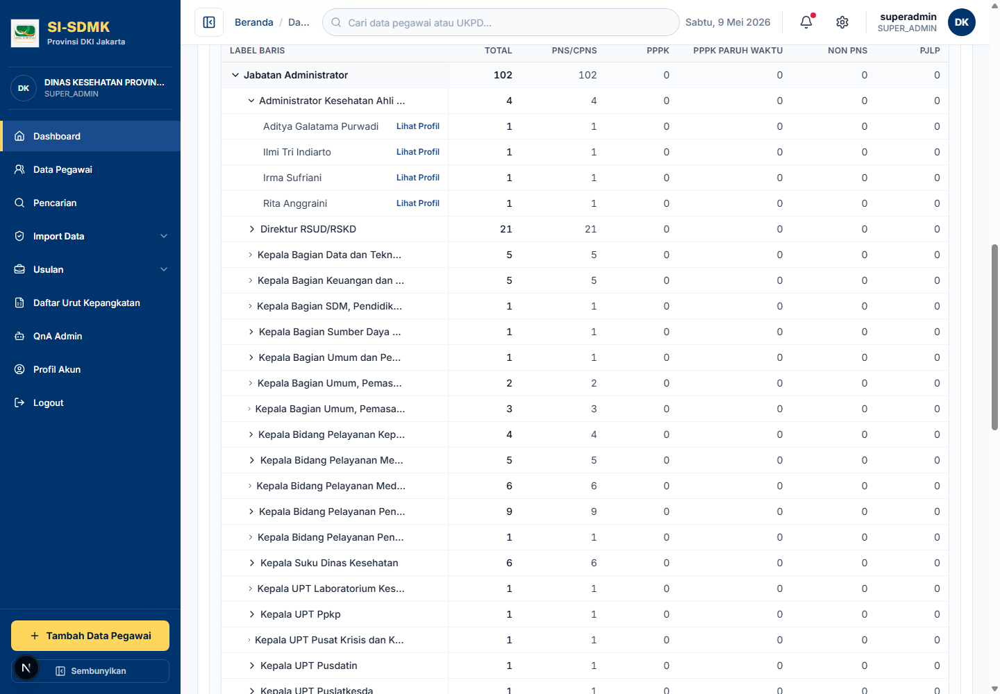 SI-SDMK
Provinsi DKI Jakarta
DK
DINAS KESEHATAN PROVIN...
SUPER_ADMIN
Dashboard
Data Pegawai
Pencarian
Import Data
Usulan
Daftar Urut Kepangkatan
QnA Admin
Profil Akun
Logout
+ Tambah Data Pegawai
N
Sembunyikan
Beranda / Da...
Cari data pegawai atau UKPD...
Sabtu, 9 Mei 2026
superadmin
SUPER_ADMIN
DK
LABEL BARIS TOTAL PNS/CPNS PPPK PPPK PARUH WAKTU NON PNS PJLP
Jabatan Administrator 102 102 0 0 0 0
Administrator Kesehatan Ahli ... 4 4 0 0 0 0
Aditya Galatama Purwadi Lihat Profil 1 1 0 0 0 0
Ilmi Tri Indiarto Lihat Profil 1 1 0 0 0 0
Irma Sufriani Lihat Profil 1 1 0 0 0 0
Rita Anggraini Lihat Profil 1 1 0 0 0 0
Direktur RSUD/RSKD 21 21 0 0 0 0
Kepala Bagian Data dan Tekn... 5 5 0 0 0 0
Kepala Bagian Keuangan dan ... 5 5 0 0 0 0
Kepala Bagian SDM, Pendidik... 1 1 0 0 0 0
Kepala Bagian Sumber Daya ... 1 1 0 0 0 0
Kepala Bagian Umum dan Pe... 1 1 0 0 0 0
Kepala Bagian Umum, Pemas... 2 2 0 0 0 0
Kepala Bagian Umum, Pemasa... 3 3 0 0 0 0
Kepala Bidang Pelayanan Kep... 4 4 0 0 0 0
Kepala Bidang Pelayanan Me... 5 5 0 0 0 0
Kepala Bidang Pelayanan Med... 6 6 0 0 0 0
Kepala Bidang Pelayanan Pen... 9 9 0 0 0 0
Kepala Bidang Pelayanan Pen... 1 1 0 0 0 0
Kepala Suku Dinas Kesehatan 6 6 0 0 0 0
Kepala UPT Laboratorium Kes... 1 1 0 0 0 0
Kepala UPT Ppkp 1 1 0 0 0 0
Kepala UPT Pusat Krisis dan K... 1 1 0 0 0 0
Kepala UPT Pusdatin 1 1 0 0 0 0
Kepala UPT Puslatkesda 1 1 0 0 0 0